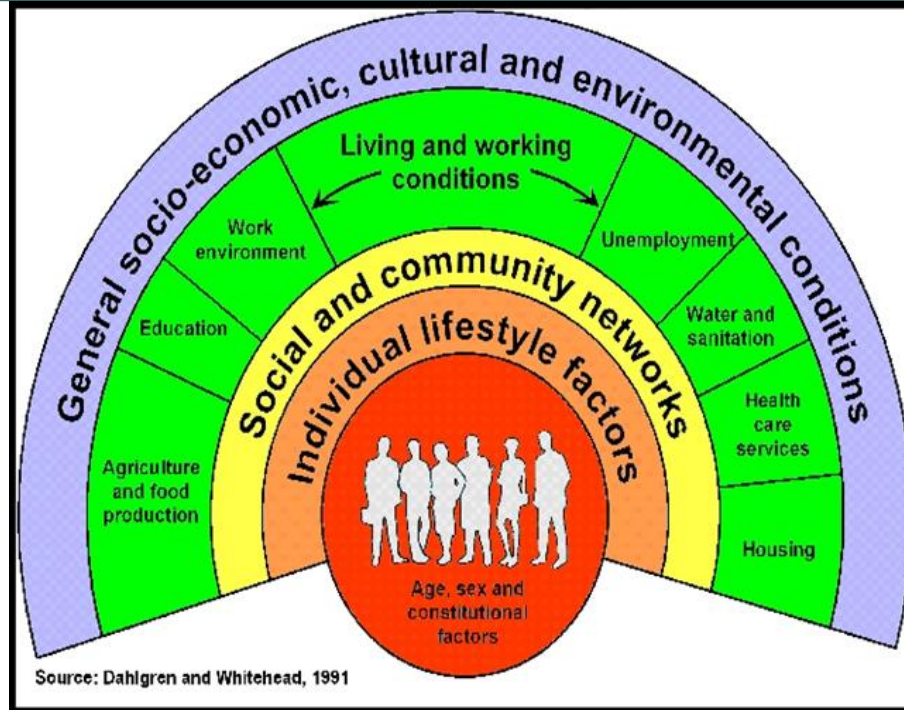 General socio-economic, cultural and environmental conditions
Living and working
conditions
Work
environment
Unemployment
Education
Water and
sanitation
Agriculture
and food
production
Health
care
services
Housing
Social and community networks
Individual lifestyle factors
Age, sex and
constitutional
factors
Source: Dahlgren and Whitehead, 1991